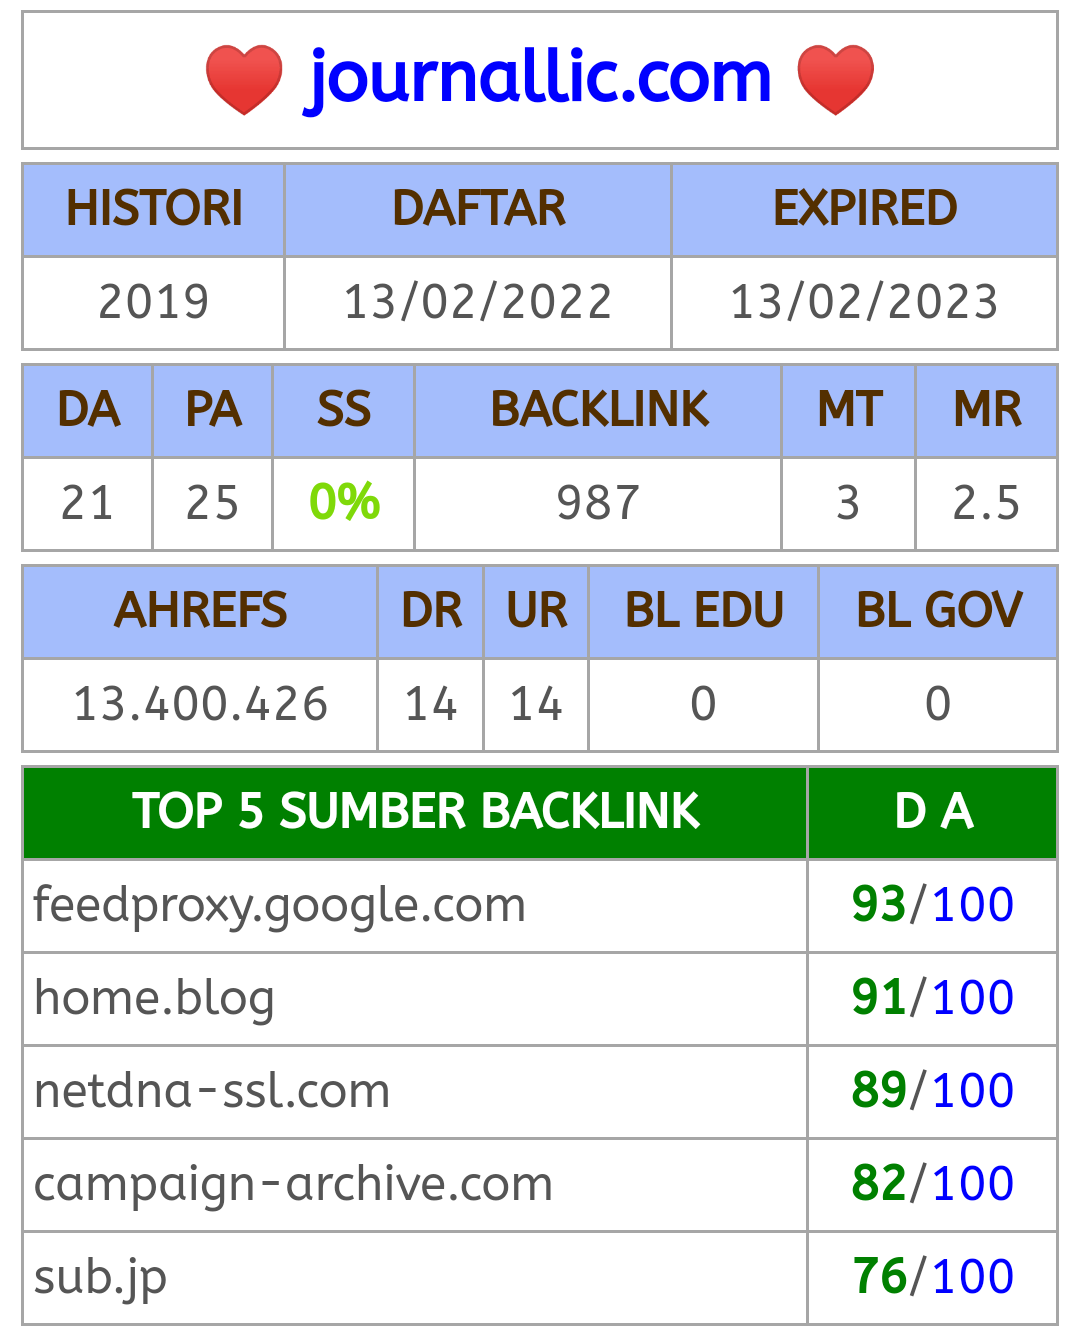 journallic.com
HISTORI DAFTAR EXPIRED
2019 13/02/2022 13/02/2023
DA PA SS BACKLINK MT MR
21 25 0% 987 3 2.5
AHREFS DR UR BL EDU BL GOV
13.400.426 14 14 0 0
TOP 5 SUMBER BACKLINK D A
feedproxy.google.com 93/100
home.blog 91/100
netdna-ssl.com 89/100
campaign-archive.com 82/100
sub.jp 76/100